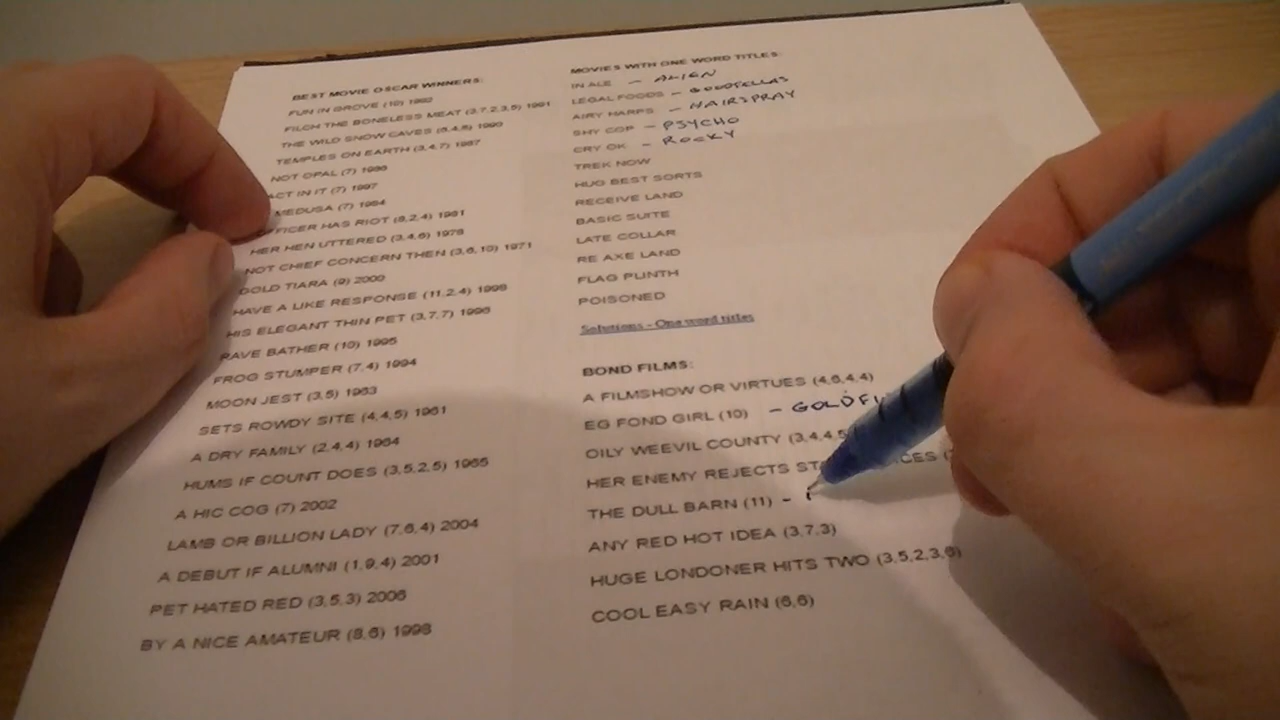 BEST MOVIE OSCAR WINNERS:
FUN IN GROVE (10) 1992
FILCH THE BONELESS MEAT (3,7,2,3,5) 1991
THE WILD SNOW CAVES (6,4,6) 1990
TEMPLES ON EARTH (3,4,7) 1987
NOT OPAL (7) 1986
ACT IN IT (7) 1997
MEDUSA (7) 1984
OFFICER HAS RIOT (8,2,4) 1981
HER HEN UTTERED (3,4,6) 1978
NOT CHIEF CONCERN THEN (3,6,10) 1971
GOLD TIARA (9) 2000
HAVE A LIKE RESPONSE (11,2,4) 1998
HIS ELEGANT THIN PET (3,7,7) 1996
RAVE BATHER (10) 1995
FROG STUMPER (7,4) 1994
MOON JEST (3,5) 1963
SETS ROWDY SITE (4,4,5) 1961
A DRY FAMILY (2,4,4) 1964
HUMS IF COUNT DOES (3,5,2,5) 1965
A HIC COG (7) 2002
LAMB OR BILLION LADY (7,6,4) 2004
A DEBUT IF ALUMNI (1,9,4) 2001
PET HATED RED (3,5,3) 2006
BY A NICE AMATEUR (8,6) 1998
MOVIES WITH ONE WORD TITLES:
IN ALE - ALIEN
LEGAL FOODS - GOODFELLAS
AIRY HARPS - HAIRSPRAY
SHY COP - PSYCHO
CRY OK - ROCKY
TREK NOW
HUG BEST SORTS
RECEIVE LAND
BASIC SUITE
LATE COLLAR
RE AXE LAND
FLAG PLINTH
POISONED
Solutions - One word titles
BOND FILMS:
A FILMSHOW OR VIRTUES (4,6,4,4)
EG FOND GIRL (10) - GOLDFI
OILY WEEVIL COUNTY (3,4,4,5
HER ENEMY REJECTS
THE DULL BARN (11) -
ANY RED HOT IDEA (3,7,3)
HUGE LONDONER HITS TWO (3,5,2,3,6)
COOL EASY RAIN (6,6)